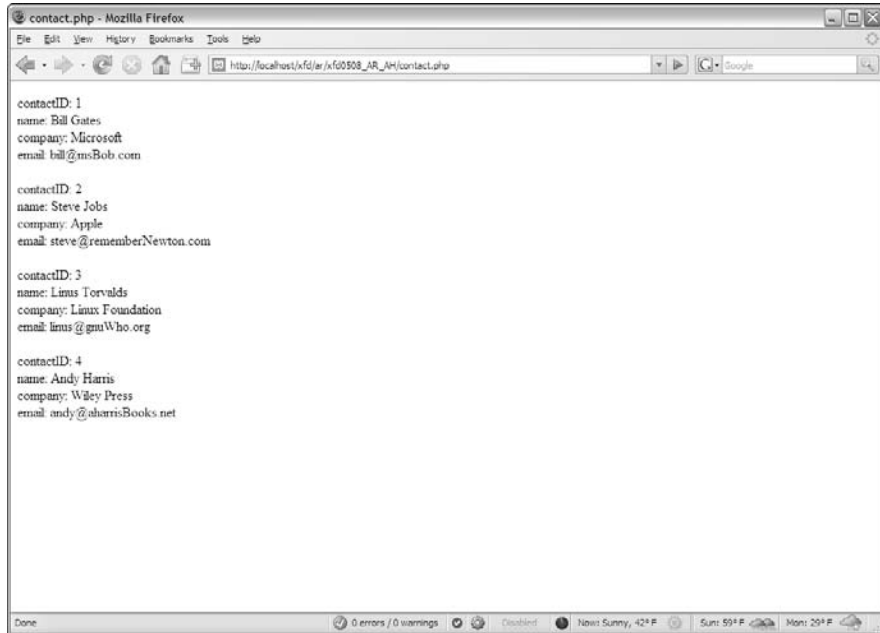 contact.php - Mozilla Firefox
File Edit View History Bookmarks Tools Help
http://localhost/xfd/ar/xfd0508_AR_AH/contact.php
Google
contactID: 1
name: Bill Gates
company: Microsoft
email: bill@msBob.com
contactID: 2
name: Steve Jobs
company: Apple
email: steve@rememberNewton.com
contactID: 3
name: Linus Torvalds
company: Linux Foundation
email: linus@gnuWho.org
contactID: 4
name: Andy Harris
company: Wiley Press
email: andy@aharrisBooks.net
Done 0 errors / 0 warnings Disabled Now: Sunny, 42° F Sun: 59° F Mon: 29° F